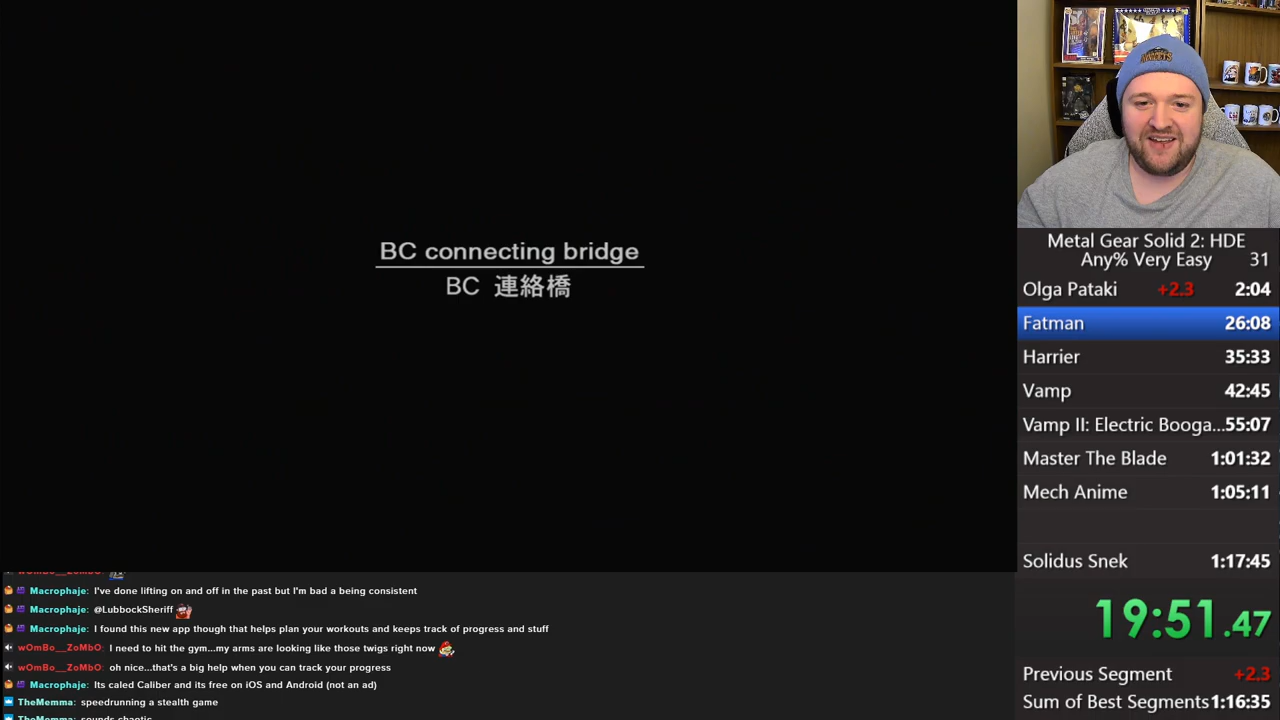 BC connecting bridge
BC 連絡橋
Metal Gear Solid 2: HDE
Any% Very Easy 31
Olga Pataki +2.3 2:04
Fatman 26:08
Harrier 35:33
Vamp 42:45
Vamp II: Electric Booga...55:07
Master The Blade 1:01:32
Mech Anime 1:05:11
Solidus Snek 1:17:45
19:51.47
Previous Segment +2.3
Sum of Best Segments 1:16:35
wOmBo__ZoMbO:
Macrophaje: I've done lifting on and off in the past but I'm bad a being consistent
Macrophaje: @LubbockSheriff
Macrophaje: I found this new app though that helps plan your workouts and keeps track of progress and stuff
wOmBo__ZoMbO: I need to hit the gym...my arms are looking like those twigs right now
wOmBo__ZoMbO: oh nice...that's a big help when you can track your progress
Macrophaje: Its caled Caliber and its free on iOS and Android (not an ad)
TheMemma: speedrunning a stealth game
TheMemma: sounds chaotic